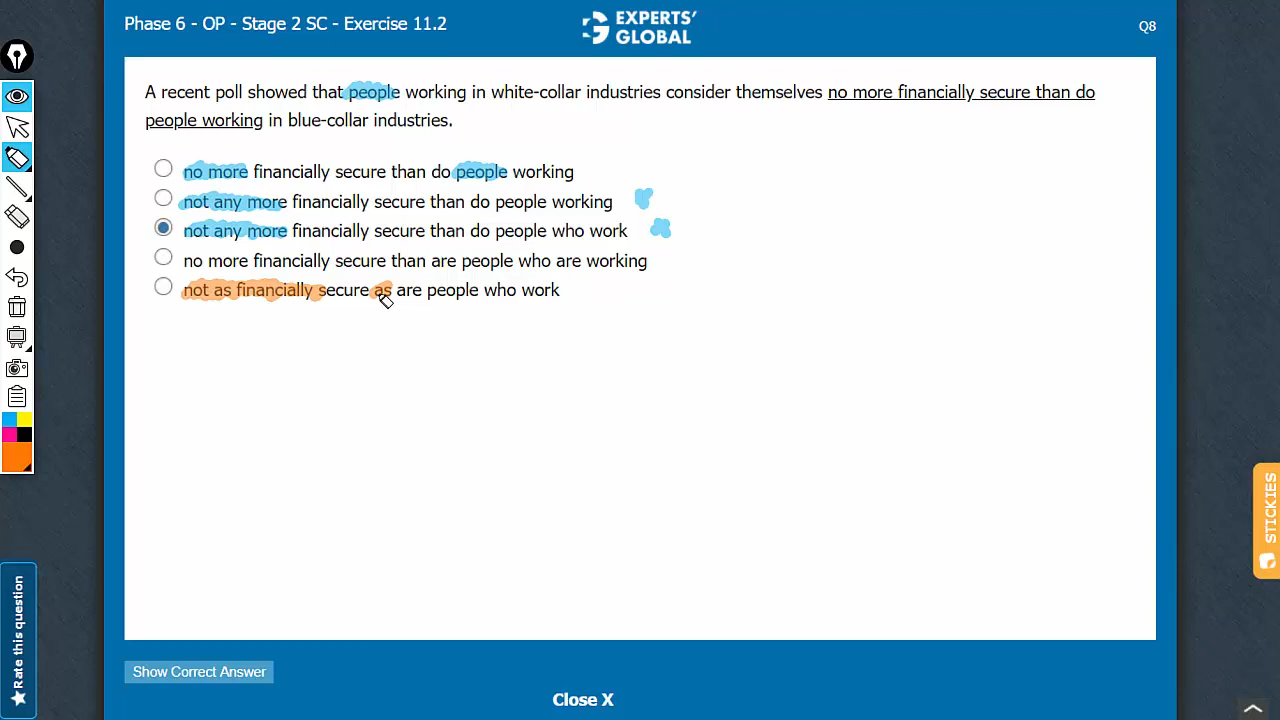 Phase 6 - OP - Stage 2 SC - Exercise 11.2
EXPERTS'
GLOBAL
Q8
A recent poll showed that people working in white-collar industries consider themselves no more financially secure than do
people working in blue-collar industries.
no more financially secure than do people working
not any more financially secure than do people working
not any more financially secure than do people who work
no more financially secure than are people who are working
not as financially secure as are people who work
STICKIES
Rate this question
Show Correct Answer
Close X